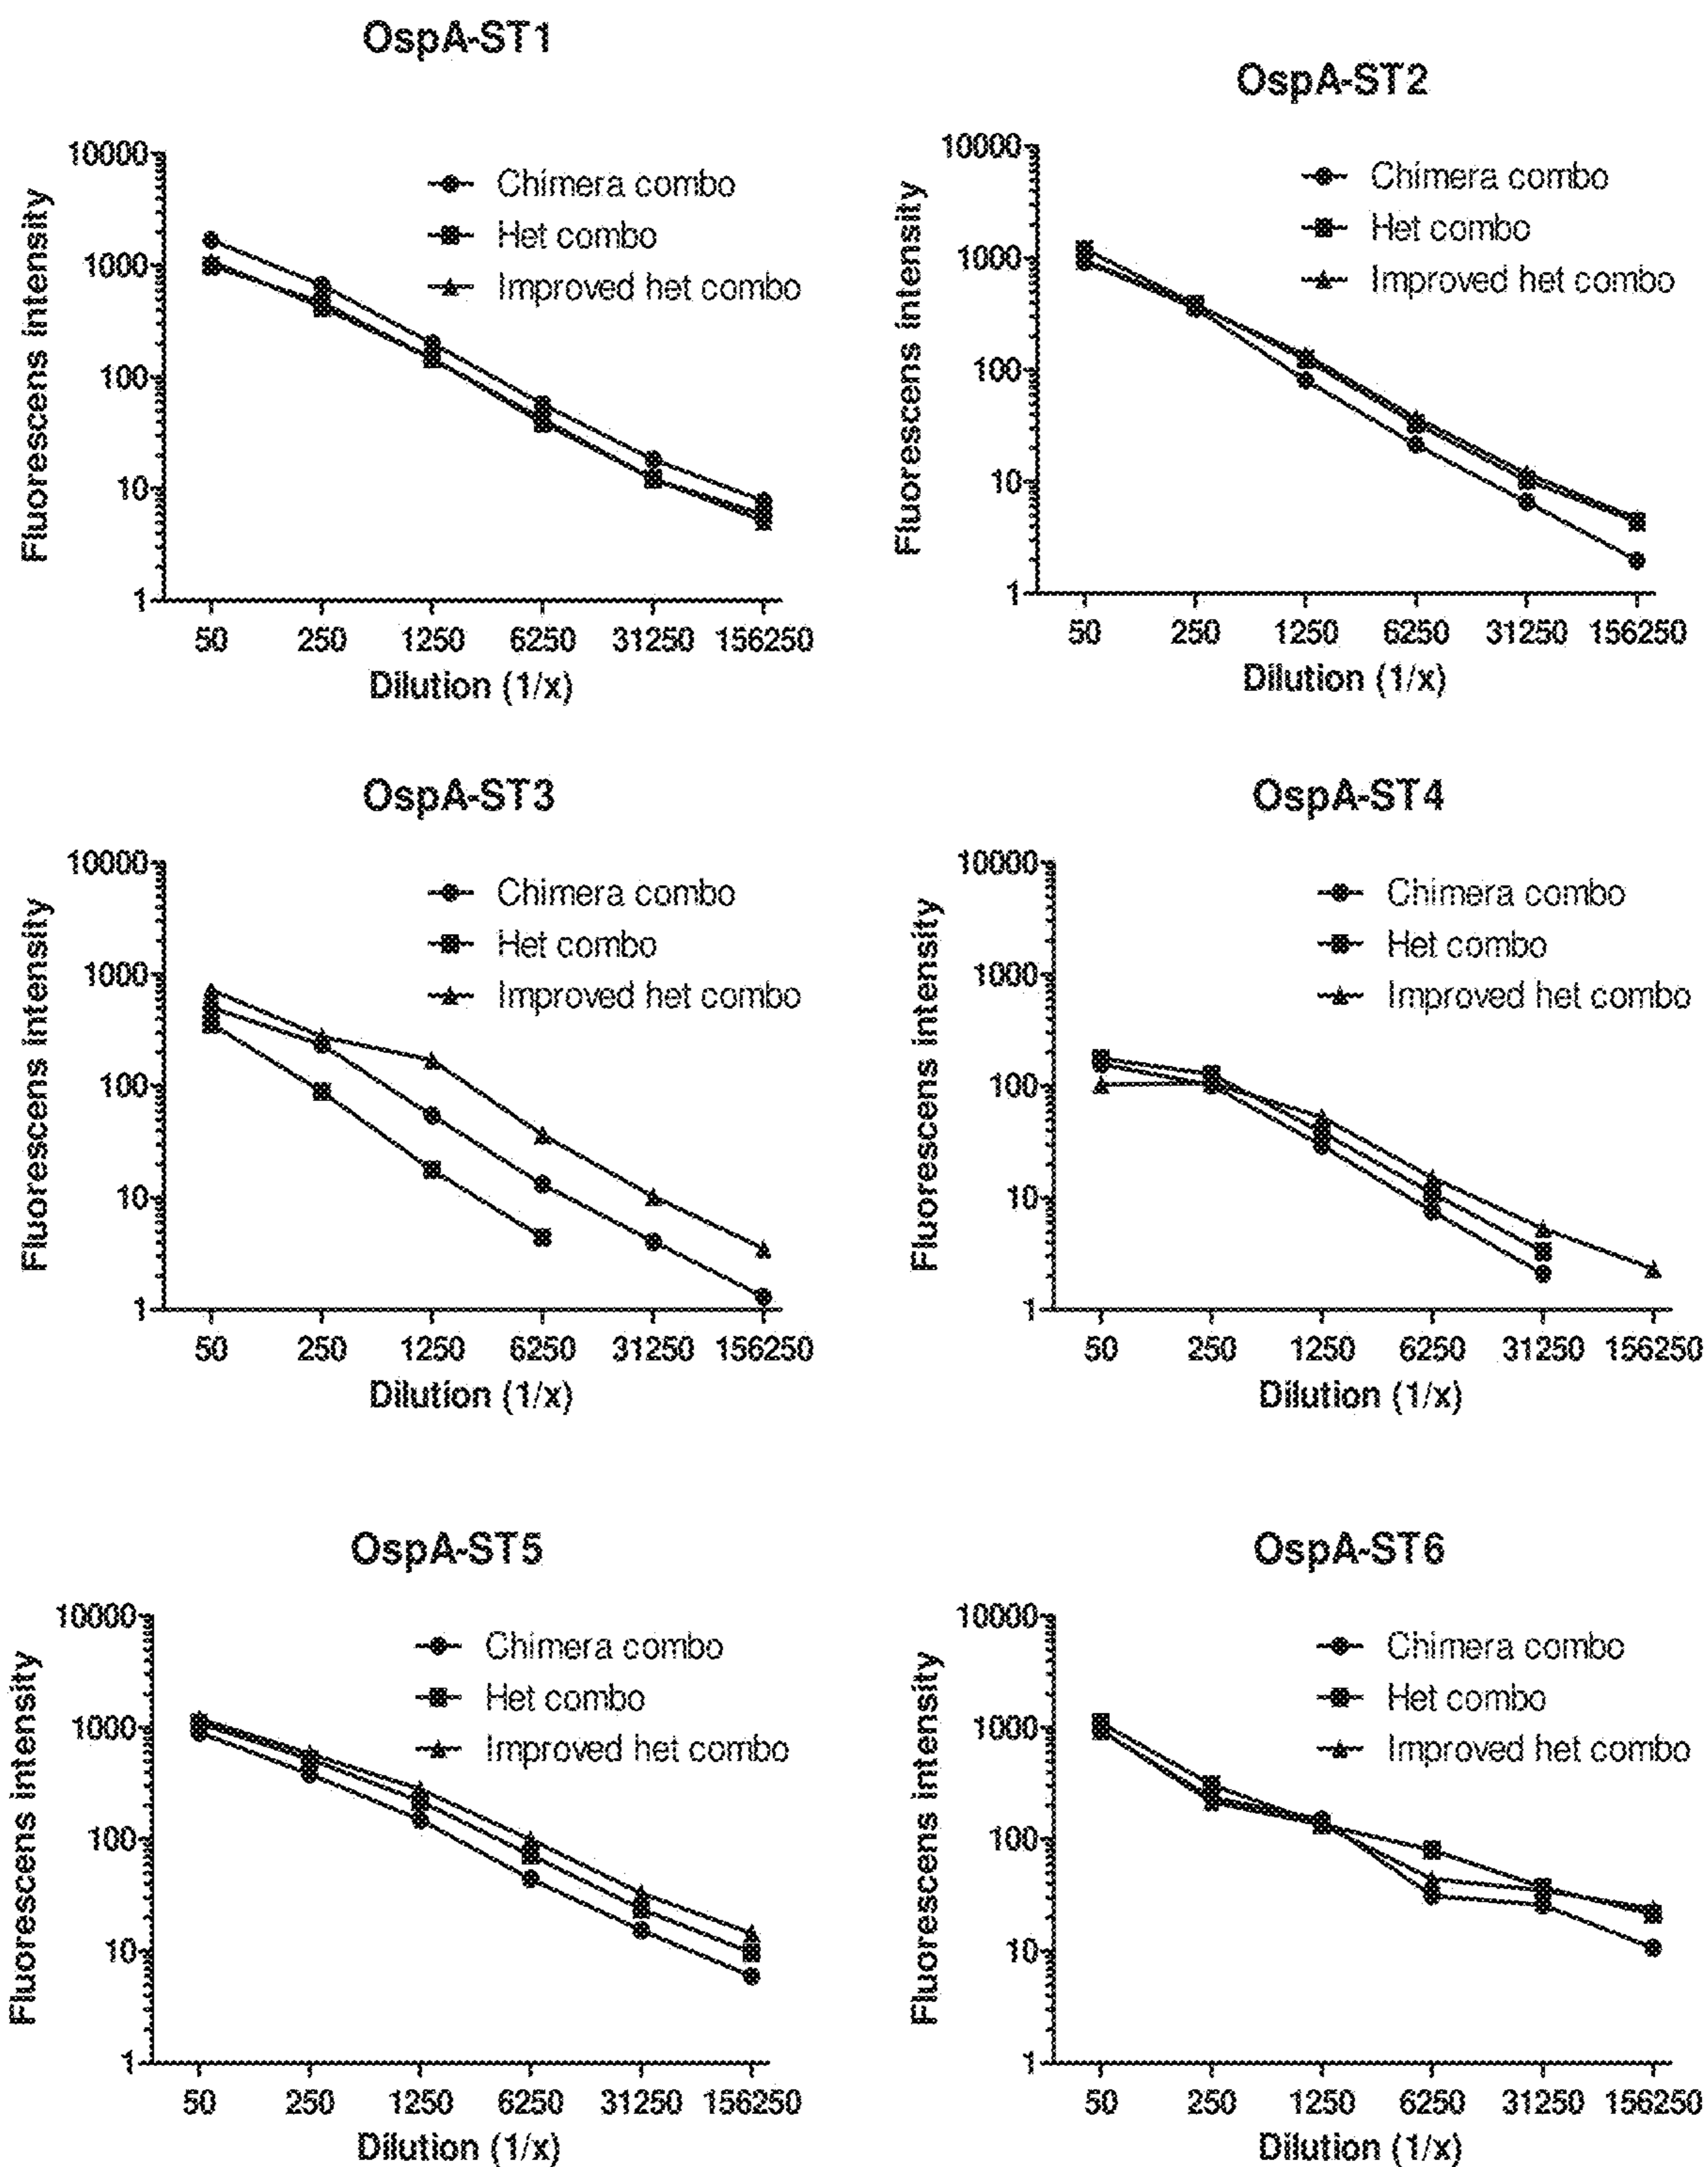 OspA-ST1
10000
1000
100
10
1
Fluorescens intensity
Chimera combo
Het combo
Improved het combo
50 250 1250 6250 31250 156250
Dilution (1/x)
OspA-ST2
10000
1000
100
10
1
Fluorescens intensity
Chimera combo
Het combo
Improved het combo
50 250 1250 6250 31250 156250
Dilution (1/x)
OspA-ST3
10000
1000
100
10
1
Fluorescens intensity
Chimera combo
Het combo
Improved het combo
50 250 1250 6250 31250 156250
Dilution (1/x)
OspA-ST4
10000
1000
100
10
1
Fluorescens intensity
Chimera combo
Het combo
Improved het combo
50 250 1250 6250 31250 156250
Dilution (1/x)
OspA-ST5
10000
1000
100
10
1
Fluorescens intensity
Chimera combo
Het combo
Improved het combo
50 250 1250 6250 31250 156250
Dilution (1/x)
OspA-ST6
10000
1000
100
10
1
Fluorescens intensity
Chimera combo
Het combo
Improved het combo
50 250 1250 6250 31250 156250
Dilution (1/x)